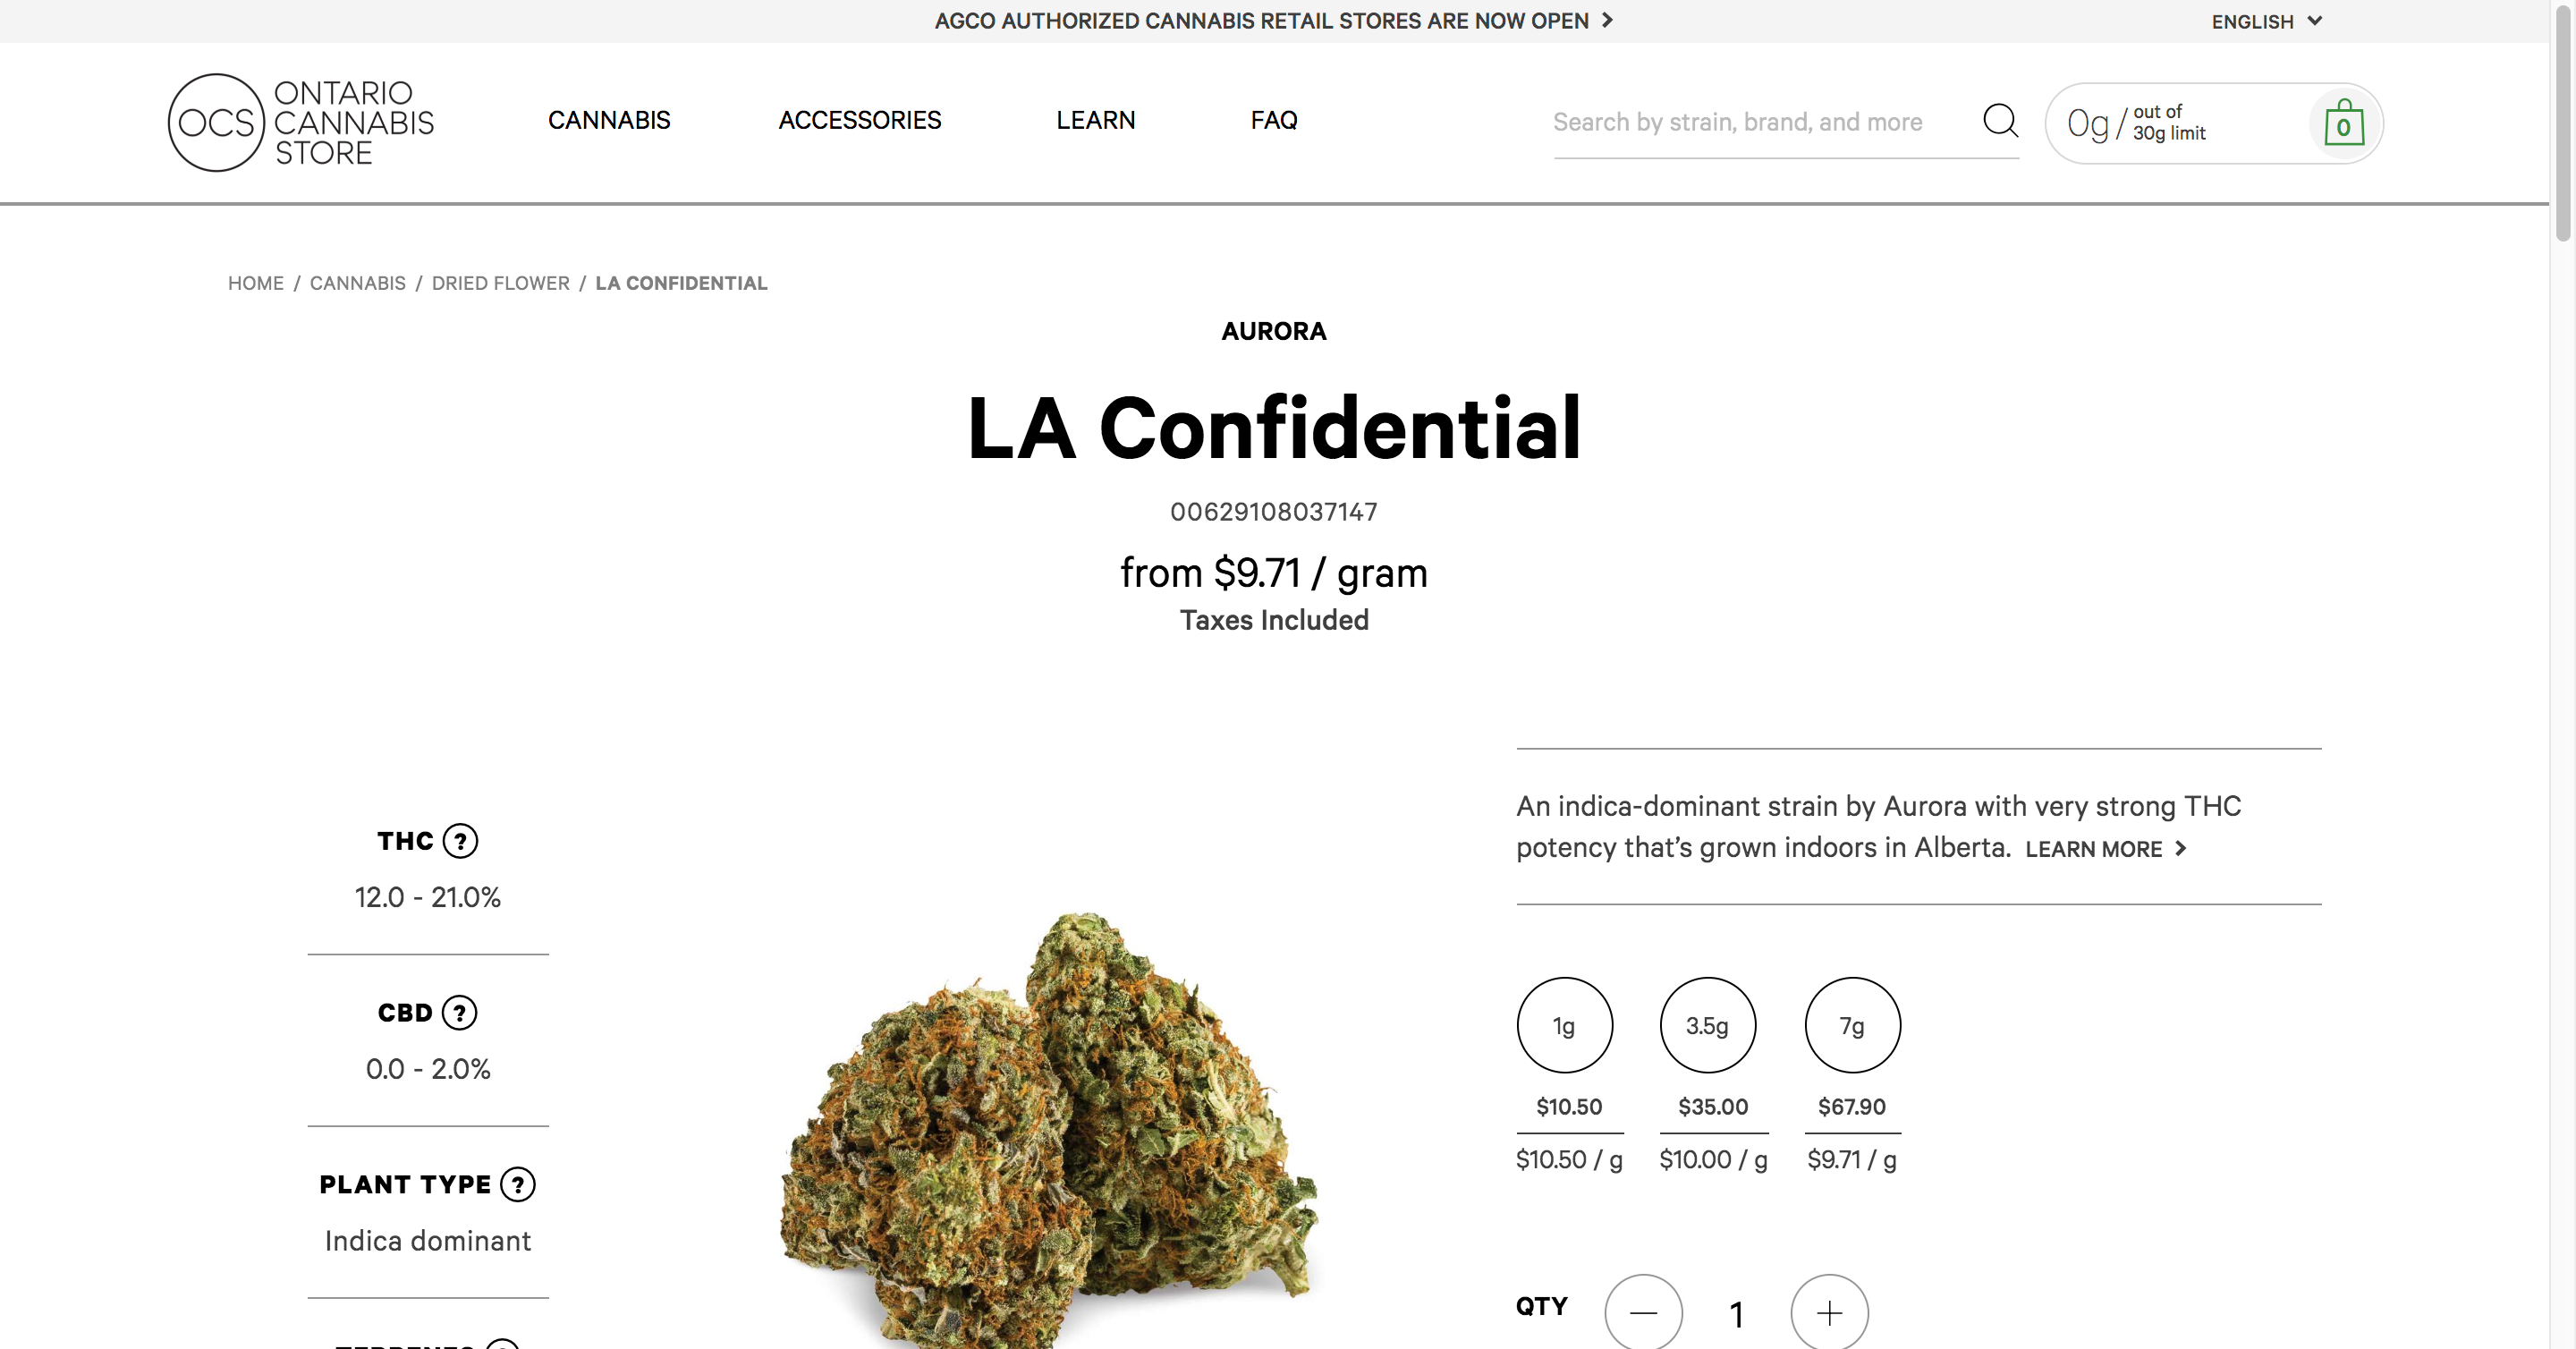 AGCO AUTHORIZED CANNABIS RETAIL STORES ARE NOW OPEN
ENGLISH
OCS
ONTARIO
CANNABIS
STORE
CANNABIS
ACCESSORIES
LEARN
FAQ
Search by strain, brand, and more
0g / out of
30g limit
0
HOME / CANNABIS / DRIED FLOWER / LA CONFIDENTIAL
AURORA
LA Confidential
00629108037147
from $9.71 / gram
Taxes Included
THC ?
12.0 - 21.0%
CBD ?
0.0 - 2.0%
PLANT TYPE ?
Indica dominant
An indica-dominant strain by Aurora with very strong THC
potency that’s grown indoors in Alberta. LEARN MORE
1g 3.5g 7g
$10.50 $35.00 $67.90
$10.50 / g $10.00 / g $9.71 / g
QTY 1